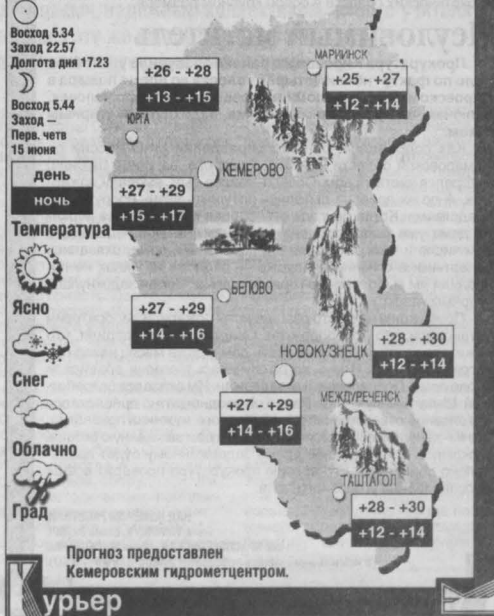 Восход 5.34
Заход 22.57
Долгота дня 17.23
Восход 5.44
Заход —
Перв. четв
15 июня
день
ночь
Температура
Ясно
Снег
Облачно
Град
МАРИИНСК
+26 - +28
+13 - +15
+25 - +27
+12 - +14
ЮРГА
КЕМЕРОВО
+27 - +29
+15 - +17
БЕЛОВО
+27 - +29
+14 - +16
НОВОКУЗНЕЦК
+28 - +30
+12 - +14
МЕЖДУРЕЧЕНСК
+27 - +29
+14 - +16
ТАШТАГОЛ
+28 - +30
+12 - +14
Прогноз предоставлен
Кемеровским гидрометцентром.
Курьер